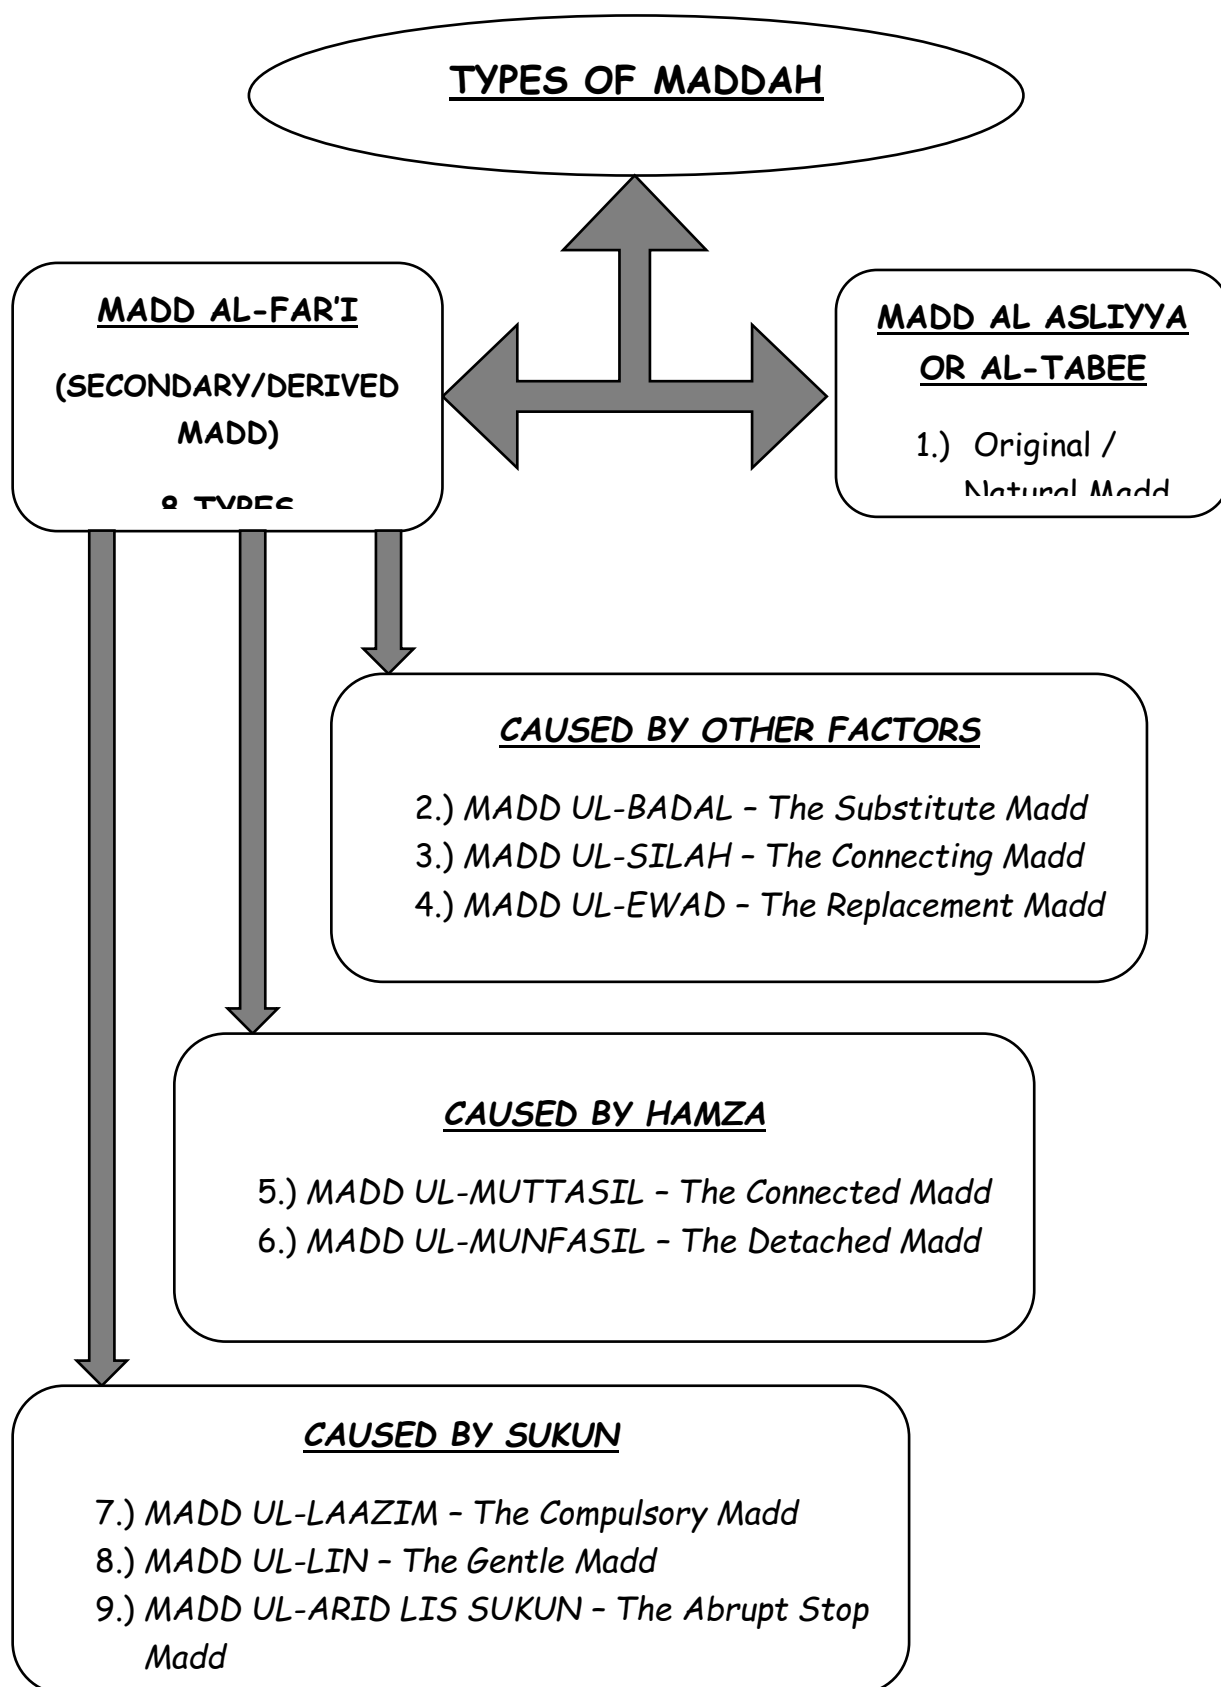 TYPES OF MADDAH
MADD AL-FAR'I
(SECONDARY/DERIVED
MADD)
8 TYPES
MADD AL ASLIYYA
OR AL-TABEE
1.) Original /
Natural Madd
CAUSED BY OTHER FACTORS
2.) MADD UL-BADAL – The Substitute Madd
3.) MADD UL-SILAH – The Connecting Madd
4.) MADD UL-EWAD – The Replacement Madd
CAUSED BY HAMZA
5.) MADD UL-MUTTASIL – The Connected Madd
6.) MADD UL-MUNFASIL – The Detached Madd
CAUSED BY SUKUN
7.) MADD UL-LAAZIM – The Compulsory Madd
8.) MADD UL-LIN – The Gentle Madd
9.) MADD UL-ARID LIS SUKUN – The Abrupt Stop
Madd